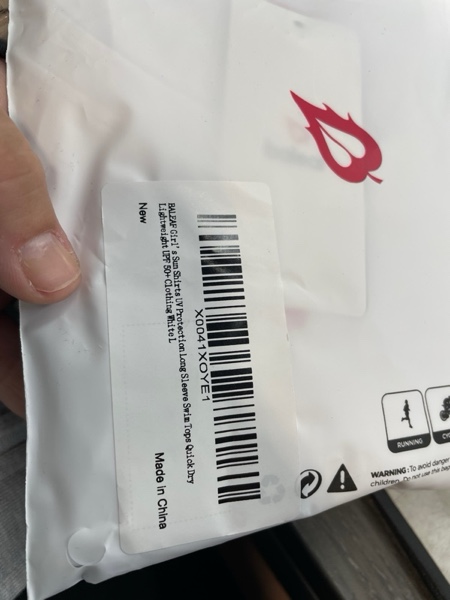 X0041XOYE1
BALEAF Girl's Sun Shirts UV Protection Long Sleeve Swim Tops Quick Dry
Lightweight UPF 50+ Clothing White L
New
Made in China
RUNNING
CY
WARNING: To avoid danger
children. Do not use the bag